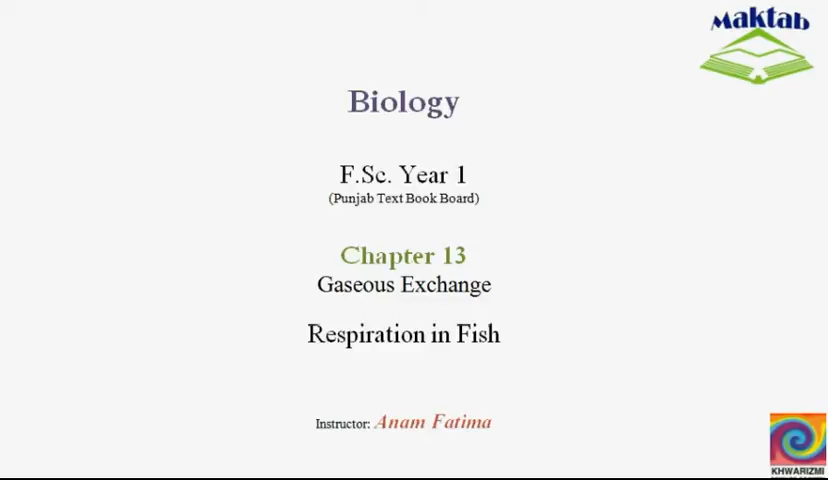 Maktab
Biology
F.Sc. Year 1
(Punjab Text Book Board)
Chapter 13
Gaseous Exchange
Respiration in Fish
Instructor: Anam Fatima
KHWARIZMI